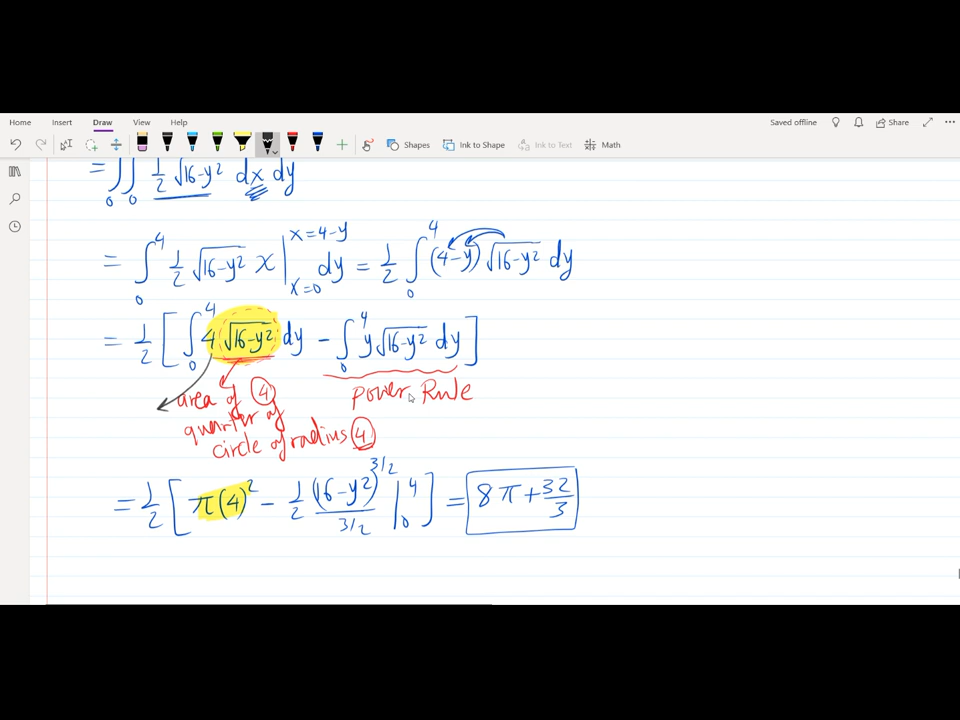 Home Insert Draw View Help Saved offline Share
Shapes Ink to Shape Ink to Text Math
= ∫₀ ∫₀ 1/2 √16-y² dx dy
= ∫₀⁴ 1/2 √16-y² x |_{x=0}^{x=4-y} dy = 1/2 ∫₀⁴ (4-y) √16-y² dy
= 1/2 [ ∫₀⁴ 4 √16-y² dy - ∫₀⁴ y √16-y² dy ]
area of 4
quarter of
circle of radius 4
power Rule
= 1/2 [ π(4)² - 1/2 (16-y²)^{3/2} / 3/2 |₀⁴ ] = 8π + 32/3